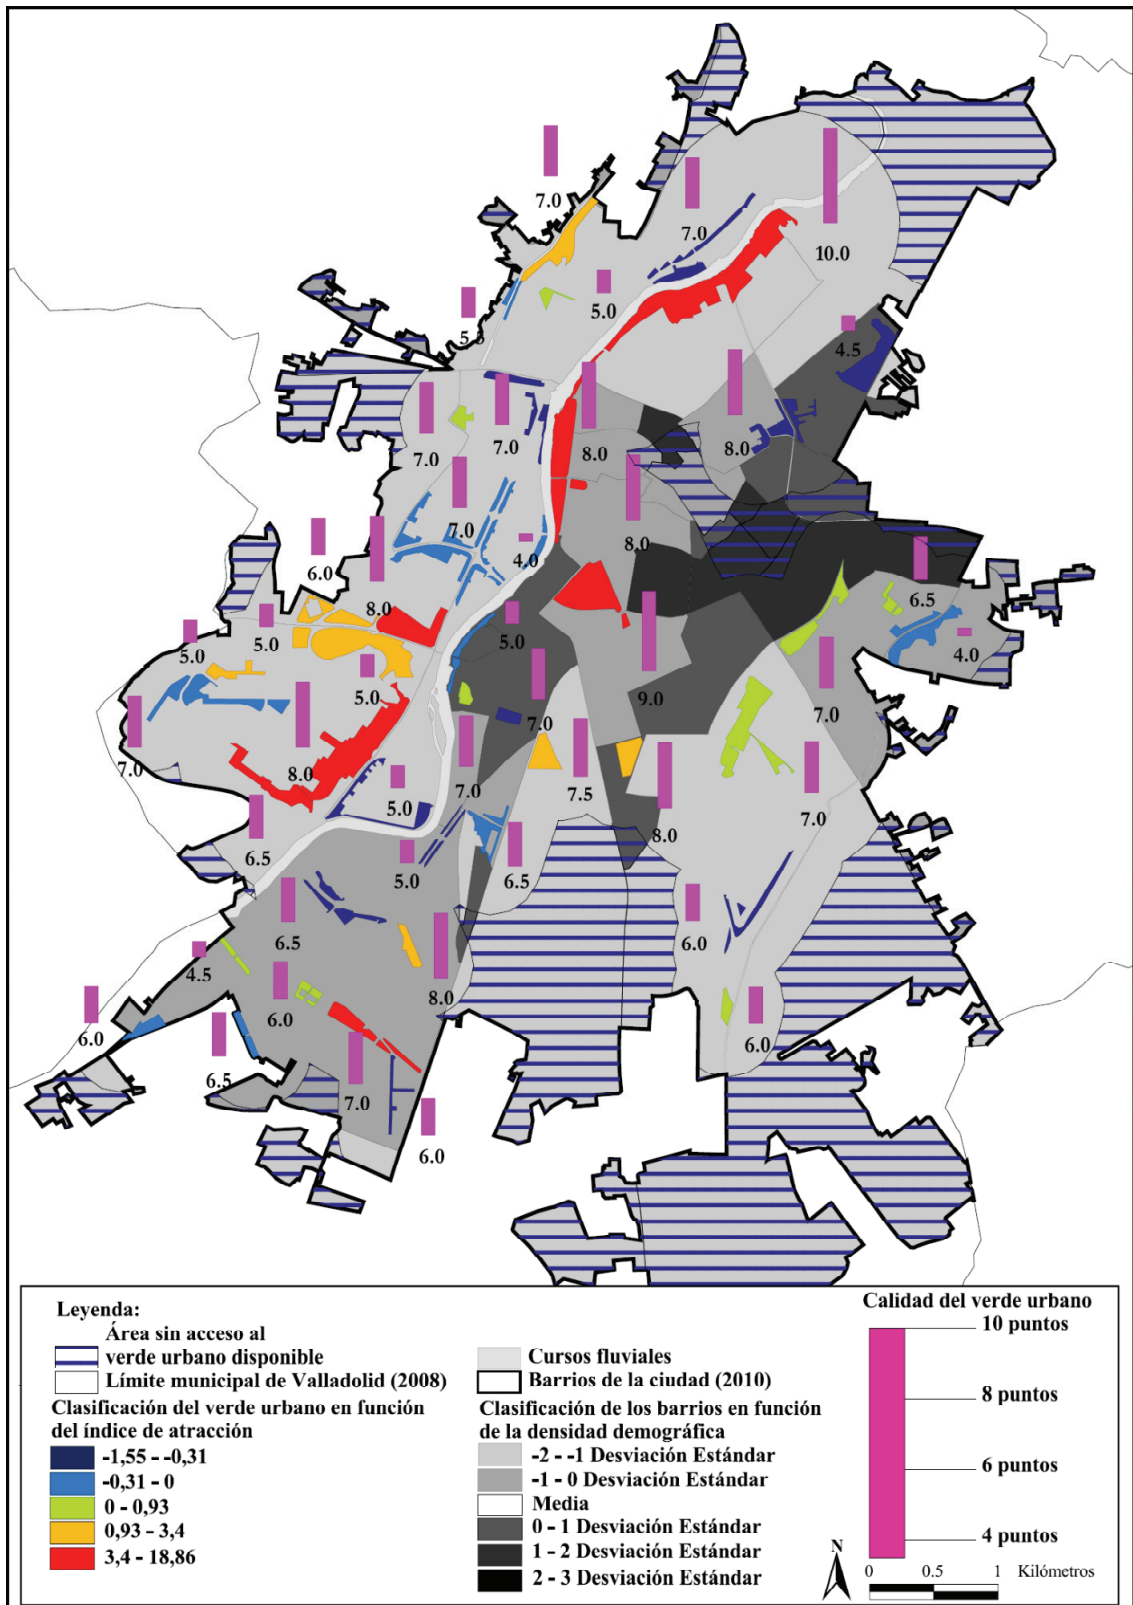 7.0
7.0
10.0
5.0
5.5
4.5
7.0
7.0
8.0
8.0
7.0
8.0
4.0
6.0
8.0
6.5
5.0
5.0
5.0
4.0
5.0
9.0
7.0
7.0
7.0
8.0
7.0
7.5
5.0
7.0
8.0
6.5
5.0
6.5
6.5
6.0
4.5
8.0
6.0
6.0
6.0
6.5
7.0
6.0
Leyenda:
Área sin acceso al
verde urbano disponible
Límite municipal de Valladolid (2008)
Clasificación del verde urbano en función
del índice de atracción
-1,55 - -0,31
-0,31 - 0
0 - 0,93
0,93 - 3,4
3,4 - 18,86
Cursos fluviales
Barrios de la ciudad (2010)
Clasificación de los barrios en función
de la densidad demográfica
-2 - -1 Desviación Estándar
-1 - 0 Desviación Estándar
Media
0 - 1 Desviación Estándar
1 - 2 Desviación Estándar
2 - 3 Desviación Estándar
Calidad del verde urbano
10 puntos
8 puntos
6 puntos
4 puntos
N
0 0.5 1 Kilómetros